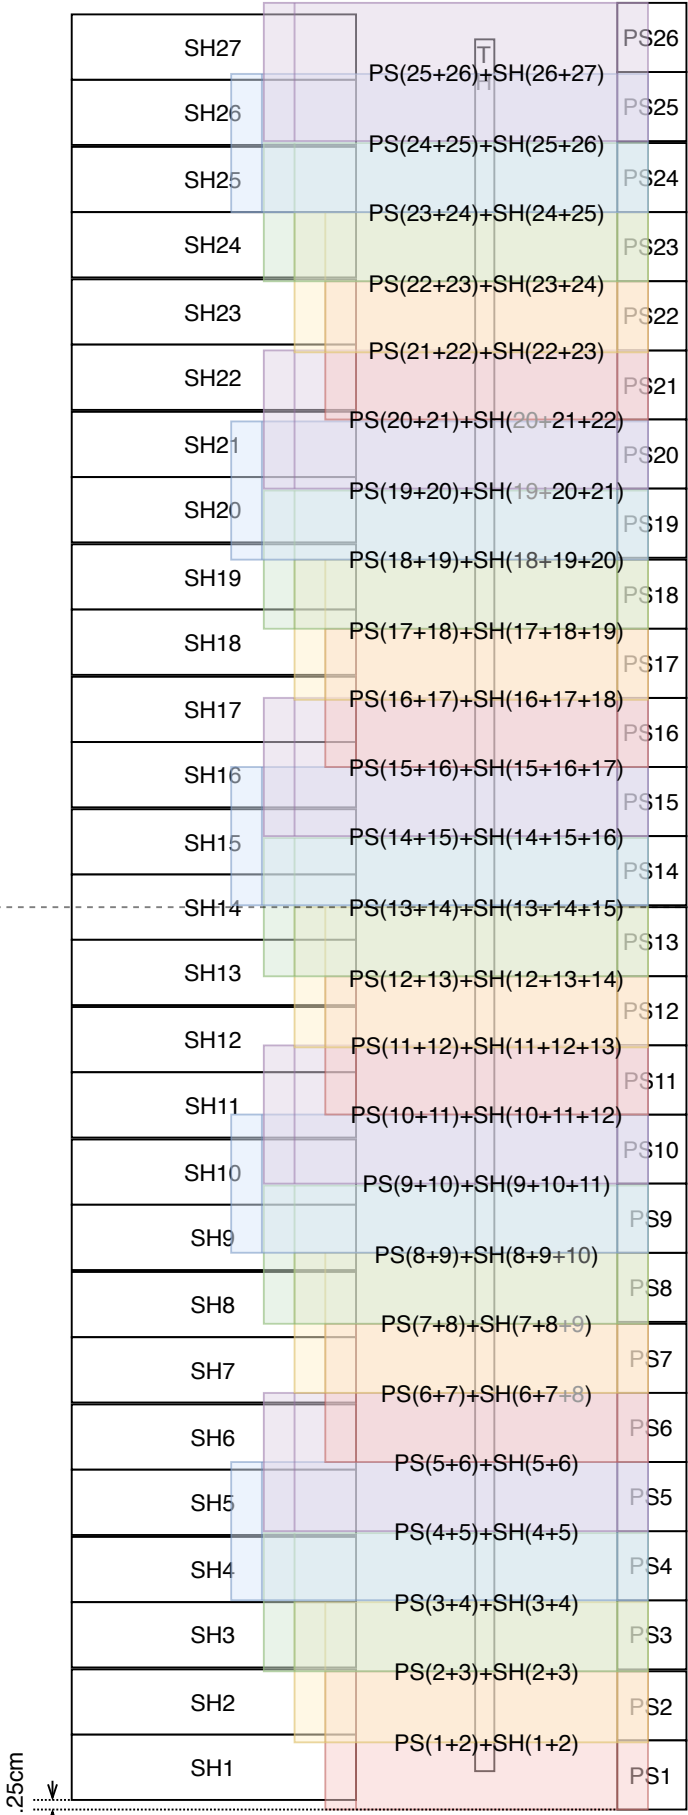 SH27
PS26
T
H
PS(25+26)+SH(26+27)
SH26
PS25
PS(24+25)+SH(25+26)
SH25
PS24
PS(23+24)+SH(24+25)
SH24
PS23
PS(22+23)+SH(23+24)
SH23
PS22
PS(21+22)+SH(22+23)
SH22
PS21
PS(20+21)+SH(20+21+22)
SH21
PS20
PS(19+20)+SH(19+20+21)
SH20
PS19
PS(18+19)+SH(18+19+20)
SH19
PS18
PS(17+18)+SH(17+18+19)
SH18
PS17
PS(16+17)+SH(16+17+18)
SH17
PS16
PS(15+16)+SH(15+16+17)
SH16
PS15
PS(14+15)+SH(14+15+16)
SH15
PS14
SH14
PS(13+14)+SH(13+14+15)
PS13
SH13
PS(12+13)+SH(12+13+14)
PS12
SH12
PS(11+12)+SH(11+12+13)
PS11
SH11
PS(10+11)+SH(10+11+12)
PS10
SH10
PS(9+10)+SH(9+10+11)
PS9
SH9
PS(8+9)+SH(8+9+10)
PS8
SH8
PS(7+8)+SH(7+8+9)
PS7
SH7
PS(6+7)+SH(6+7+8)
PS6
SH6
PS(5+6)+SH(5+6)
PS5
SH5
PS(4+5)+SH(4+5)
PS4
SH4
PS(3+4)+SH(3+4)
PS3
SH3
PS(2+3)+SH(2+3)
PS2
SH2
PS(1+2)+SH(1+2)
SH1
PS1
.25cm